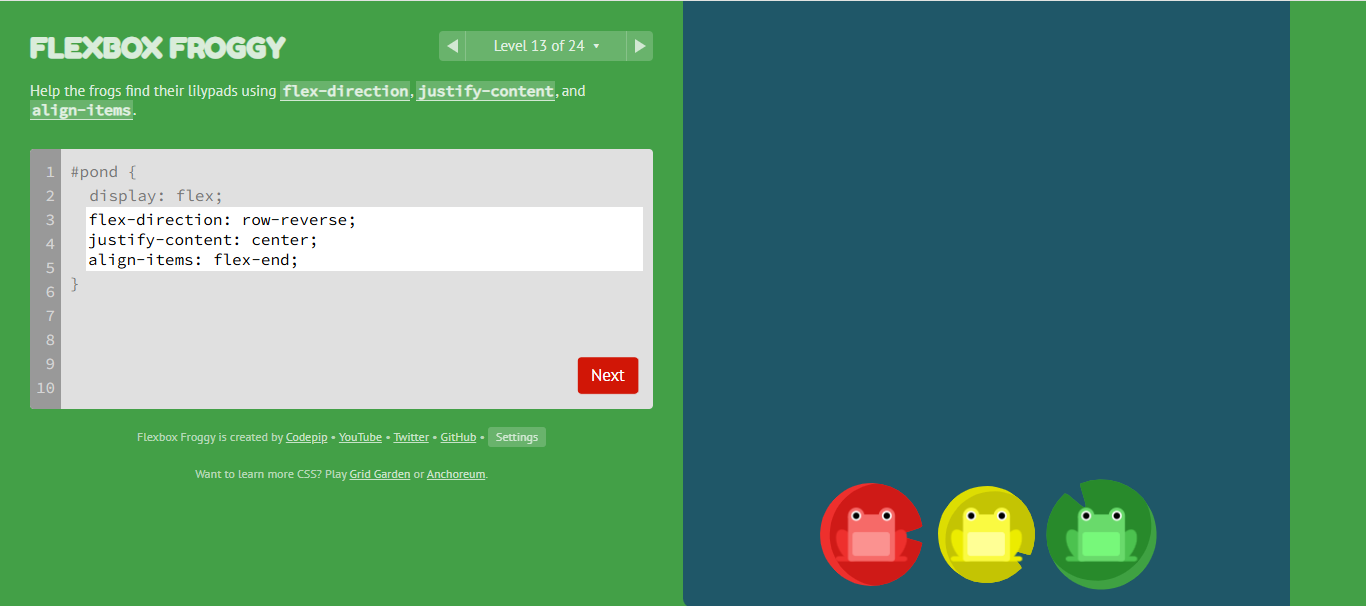 FLEXBOX FROGGY
◀ Level 13 of 24 ▾ ▶
Help the frogs find their lilypads using flex-direction, justify-content, and
align-items.
1 #pond {
2 display: flex;
3 flex-direction: row-reverse;
4 justify-content: center;
5 align-items: flex-end;
6 }
7
8
9
10
Next
Flexbox Froggy is created by Codepip • YouTube • Twitter • GitHub • Settings
Want to learn more CSS? Play Grid Garden or Anchoreum.